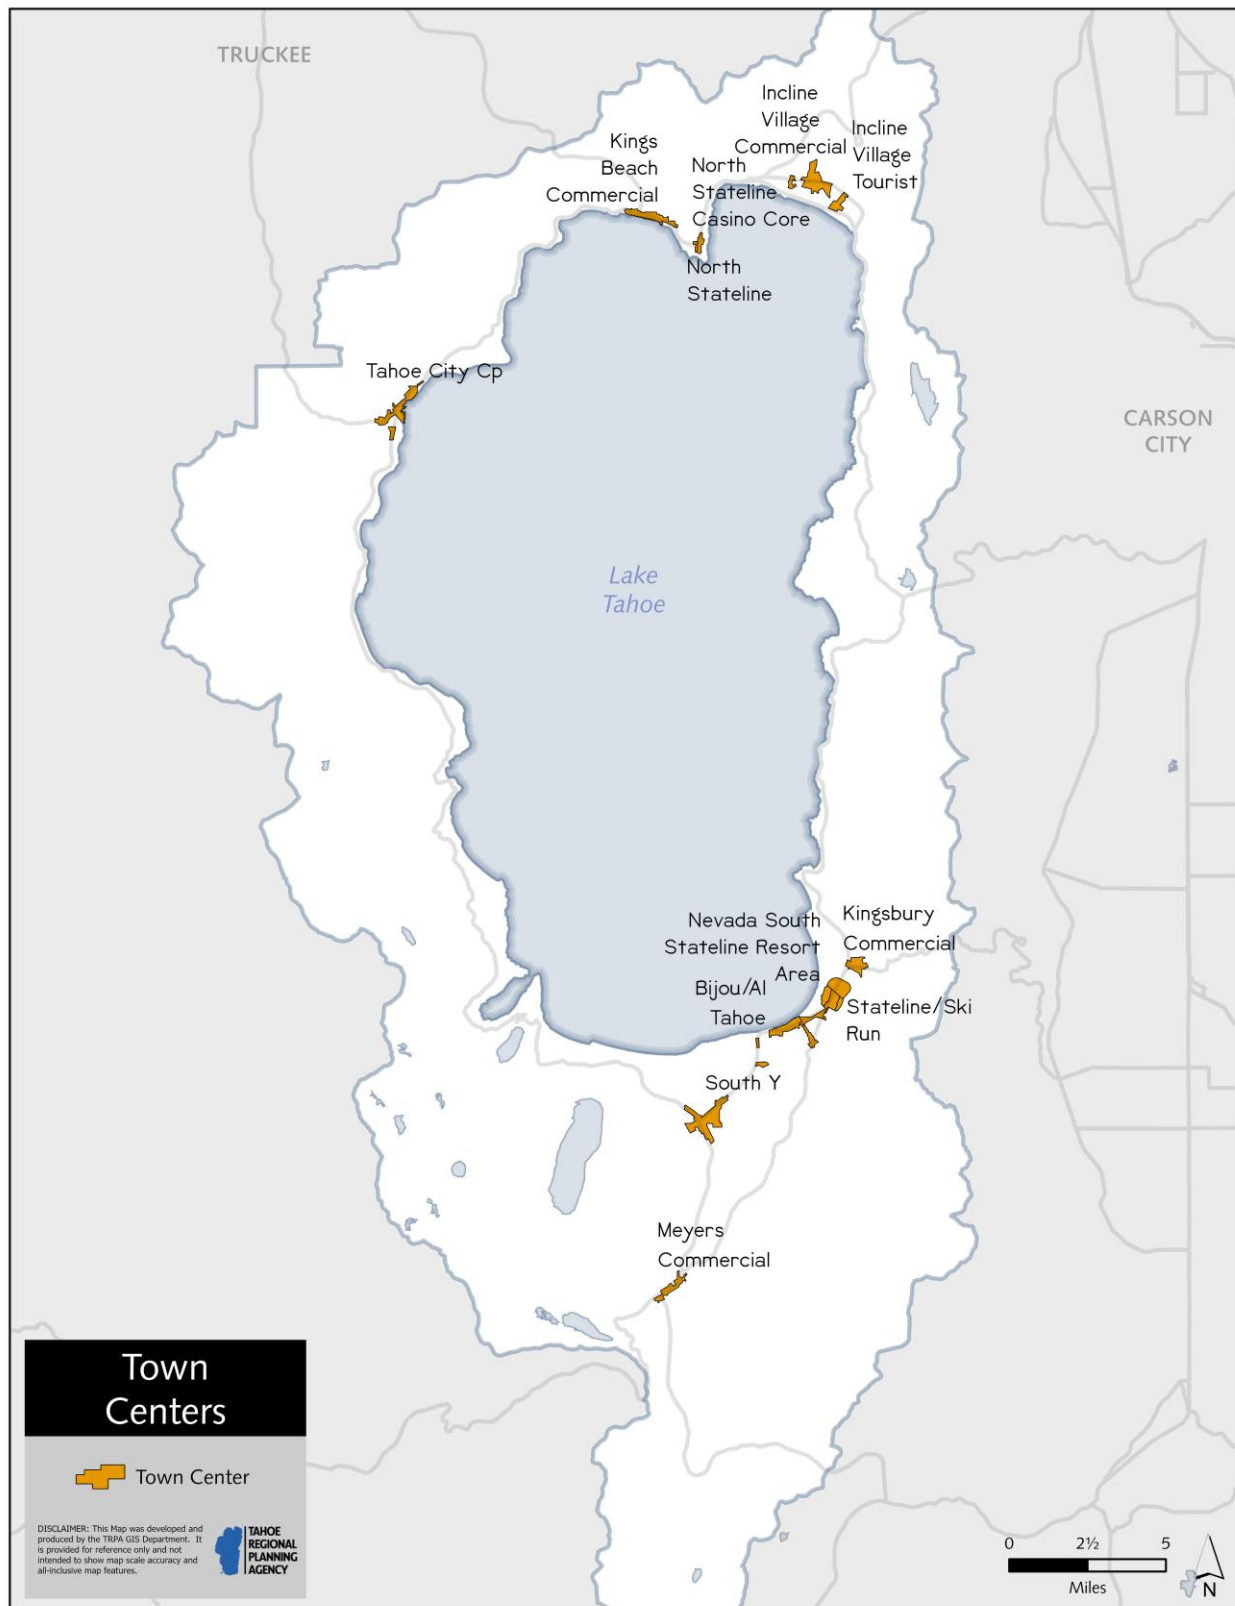 TRUCKEE
Incline
Village
Commercial
Incline
Village
Tourist
Kings
Beach
Commercial
North
Stateline
Casino Core
North
Stateline
Tahoe City Cp
CARSON
CITY
Lake
Tahoe
Nevada South
Stateline Resort
Area
Kingsbury
Commercial
Bijou/Al
Tahoe
Stateline/Ski
Run
South Y
Meyers
Commercial
Town
Centers
Town Center
DISCLAIMER: This Map was developed and
produced by the TRPA GIS Department. It
is provided for reference only and not
intended to show map scale accuracy and
all-inclusive map features.
TAHOE
REGIONAL
PLANNING
AGENCY
0 2½ 5
Miles
N